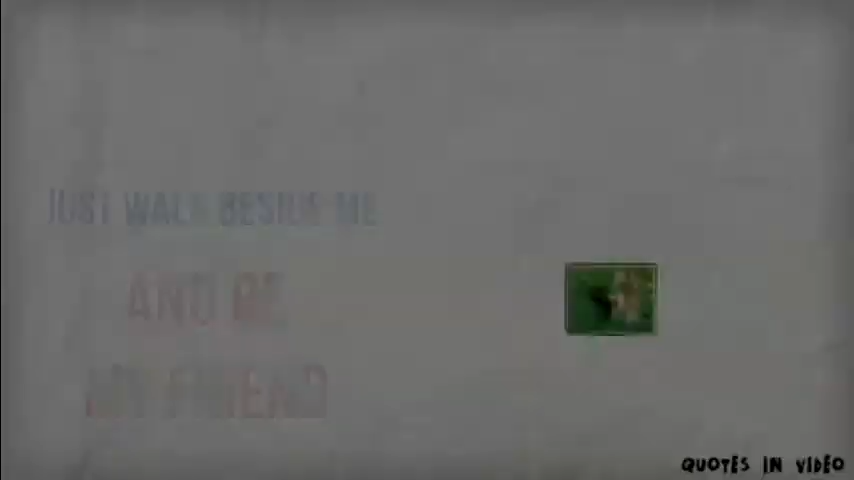 JUST WALK BESIDE ME
AND BE
MY FRIEND
QUOTES IN VIDEO